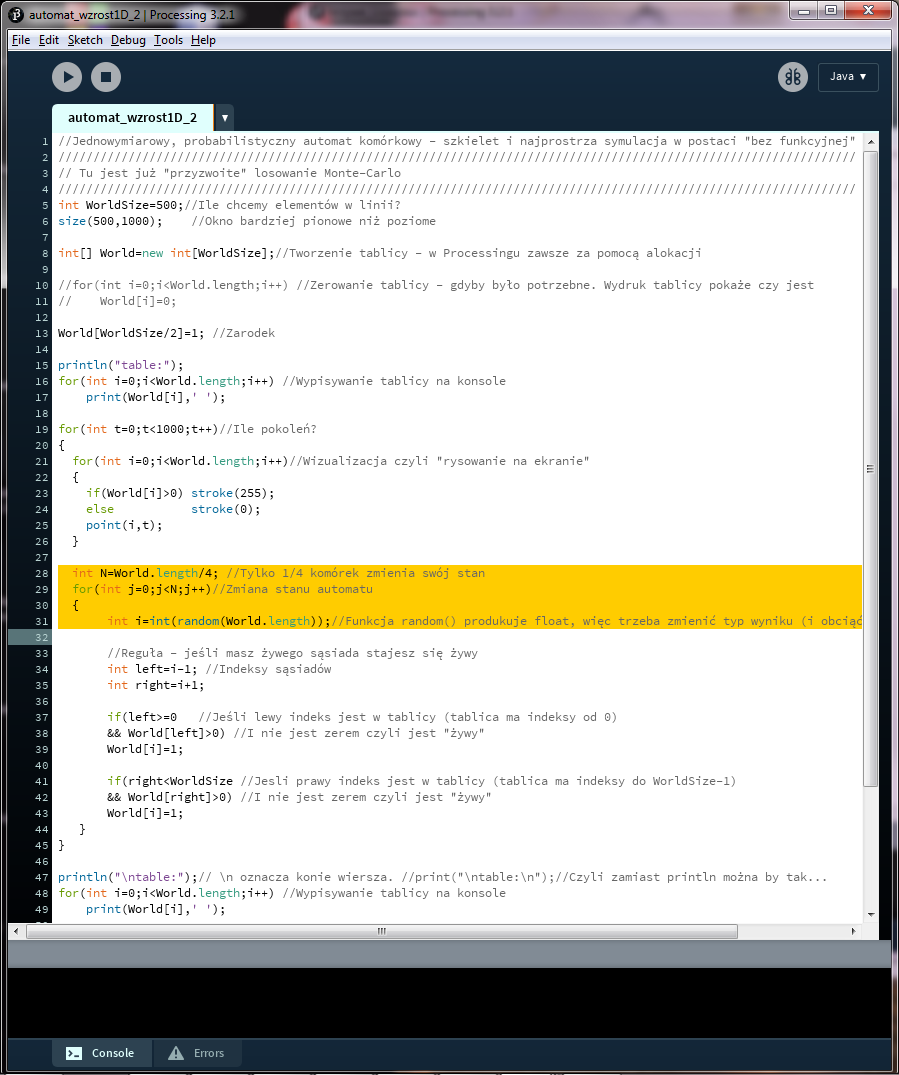 automat_wzrost1D_2 | Processing 3.2.1
File Edit Sketch Debug Tools Help
Java ▼
automat_wzrost1D_2 ▼
1 //Jednowymiarowy, probabilistyczny automat komórkowy – szkielet i najprostrza symulacja w postaci "bez funkcyjnej"
2 //////////////////////////////////////////////////////////////////////////////////////////////////////////////////
3 // Tu jest już "przyzwoite" losowanie Monte-Carlo
4 //////////////////////////////////////////////////////////////////////////////////////////////////////////////////
5 int WorldSize=500;//Ile chcemy elementów w linii?
6 size(500,1000);    //Okno bardziej pionowe niż poziome
7
8 int[] World=new int[WorldSize];//Tworzenie tablicy – w Processingu zawsze za pomocą alokacji
9
10 //for(int i=0;i<World.length;i++) //Zerowanie tablicy – gdyby było potrzebne. Wydruk tablicy pokaże czy jest
11 //    World[i]=0;
12
13 World[WorldSize/2]=1; //Zarodek
14
15 println("table:");
16 for(int i=0;i<World.length;i++) //Wypisywanie tablicy na konsole
17     print(World[i],' ');
18
19 for(int t=0;t<1000;t++)//Ile pokoleń?
20 {
21   for(int i=0;i<World.length;i++)//Wizualizacja czyli "rysowanie na ekranie"
22   {
23     if(World[i]>0) stroke(255);
24     else           stroke(0);
25     point(i,t);
26   }
27
28   int N=World.length/4; //Tylko 1/4 komórek zmienia swój stan
29   for(int j=0;j<N;j++)//Zmiana stanu automatu
30   {
31        int i=int(random(World.length));//Funkcja random() produkuje float, więc trzeba zmienić typ wyniku (i obciąć
32
33        //Reguła – jeśli masz żywego sąsiada stajesz się żywy
34        int left=i-1; //Indeksy sąsiadów
35        int right=i+1;
36
37        if(left>=0   //Jeśli lewy indeks jest w tablicy (tablica ma indeksy od 0)
38        && World[left]>0) //I nie jest zerem czyli jest "żywy"
39        World[i]=1;
40
41        if(right<WorldSize //Jesli prawy indeks jest w tablicy (tablica ma indeksy do WorldSize-1)
42        && World[right]>0) //I nie jest zerem czyli jest "żywy"
43        World[i]=1;
44    }
45 }
46
47 println("\ntable:");// \n oznacza konie wiersza. //print("\ntable:\n");//Czyli zamiast println można by tak...
48 for(int i=0;i<World.length;i++) //Wypisywanie tablicy na konsole
49     print(World[i],' ');
Console Errors